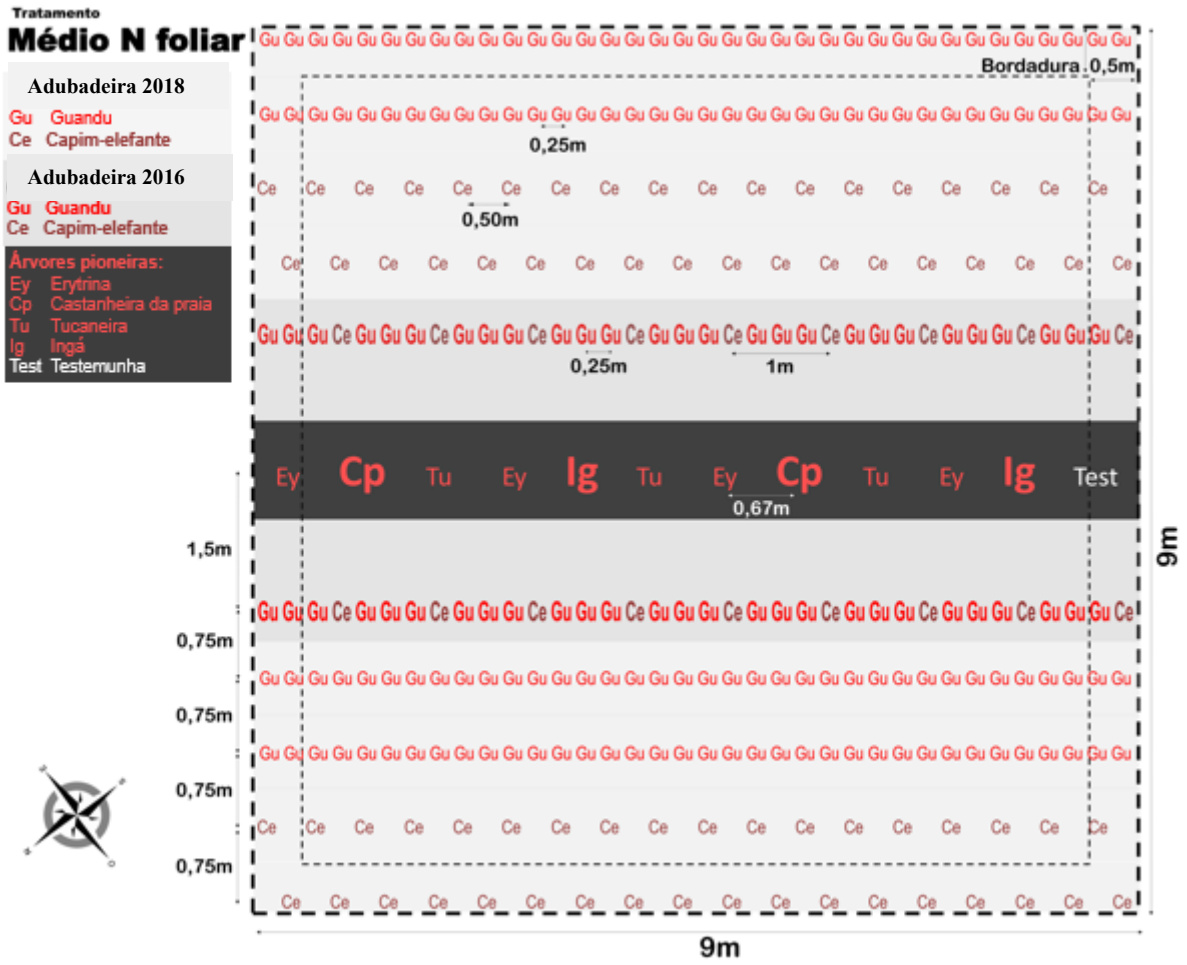 Tratamento
Médio N foliar
Adubadeira 2018
Gu Guandu
Ce Capim-elefante
Adubadeira 2016
Gu Guandu
Ce Capim-elefante
Árvores pioneiras:
Ey Erytrina
Cp Castanheira da praia
Tu Tucaneira
Ig Ingá
Test Testemunha
Gu Gu Gu Gu Gu Gu Gu Gu Gu Gu Gu Gu Gu Gu Gu Gu Gu Gu Gu Gu Gu Gu Gu Gu Gu Gu Gu Gu Gu Gu Gu Gu Gu Gu Gu Gu
Bordadura 0,5m
Gu Gu Gu Gu Gu Gu Gu Gu Gu Gu Gu Gu Gu Gu Gu Gu Gu Gu Gu Gu Gu Gu Gu Gu Gu Gu Gu Gu Gu Gu Gu Gu Gu Gu Gu Gu
0,25m
Ce Ce Ce Ce Ce Ce Ce Ce Ce Ce Ce Ce Ce Ce Ce Ce Ce Ce
0,50m
Ce Ce Ce Ce Ce Ce Ce Ce Ce Ce Ce Ce Ce Ce Ce Ce Ce Ce
Gu Gu Gu Ce Gu Gu Gu Ce Gu Gu Gu Ce Gu Gu Gu Ce Gu Gu Gu Ce Gu Gu Gu Ce Gu Gu Gu Ce Gu Gu Gu Ce Gu Gu Gu Ce
0,25m 1m
Ey Cp Tu Ey Ig Tu Ey Cp Tu Ey Ig Test
0,67m
1,5m
9m
Gu Gu Gu Ce Gu Gu Gu Ce Gu Gu Gu Ce Gu Gu Gu Ce Gu Gu Gu Ce Gu Gu Gu Ce Gu Gu Gu Ce Gu Gu Gu Ce Gu Gu Gu Ce
0,75m
Gu Gu Gu Gu Gu Gu Gu Gu Gu Gu Gu Gu Gu Gu Gu Gu Gu Gu Gu Gu Gu Gu Gu Gu Gu Gu Gu Gu Gu Gu Gu Gu Gu Gu Gu Gu
0,75m
Gu Gu Gu Gu Gu Gu Gu Gu Gu Gu Gu Gu Gu Gu Gu Gu Gu Gu Gu Gu Gu Gu Gu Gu Gu Gu Gu Gu Gu Gu Gu Gu Gu Gu Gu Gu
0,75m
Ce Ce Ce Ce Ce Ce Ce Ce Ce Ce Ce Ce Ce Ce Ce Ce Ce Ce
0,75m
Ce Ce Ce Ce Ce Ce Ce Ce Ce Ce Ce Ce Ce Ce Ce Ce Ce Ce
9m